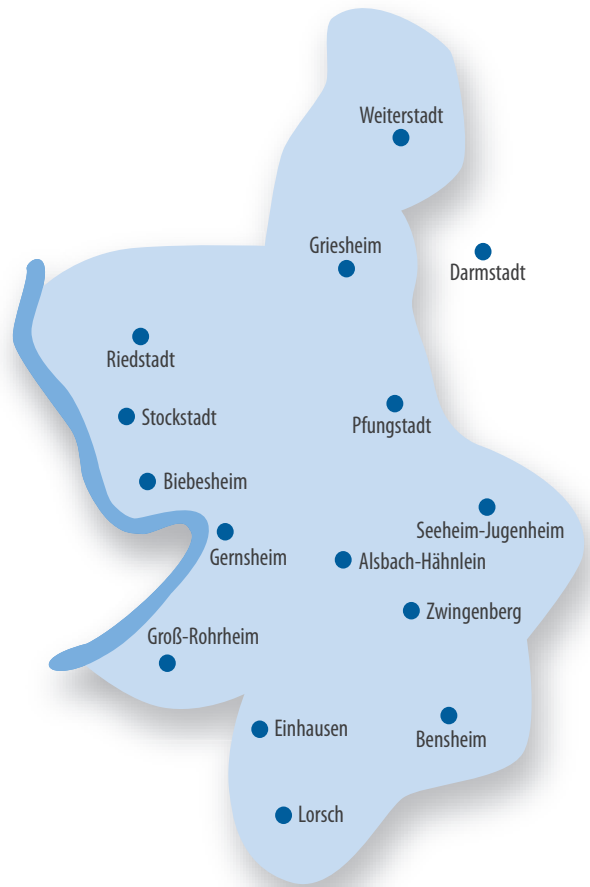 Weiterstadt
Griesheim
Darmstadt
Riedstadt
Stockstadt
Pfungstadt
Biebesheim
Seeheim-Jugenheim
Gernsheim
Alsbach-Hähnlein
Zwingenberg
Groß-Rohrheim
Einhausen
Bensheim
Lorsch